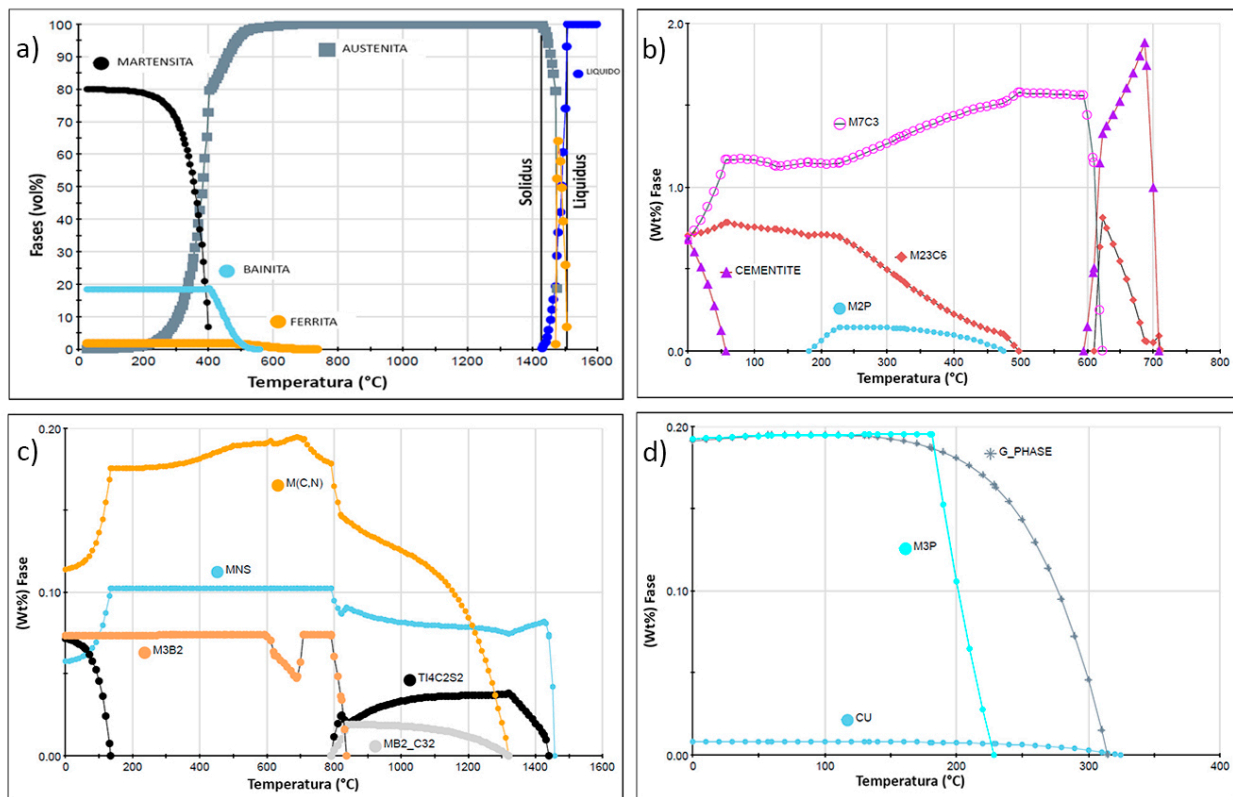 a)
Fases (vol%)
100
90
80
70
60
50
40
30
20
10
0
MARTENSITA
AUSTENITA
LIQUIDO
BAINITA
FERRITA
Solidus
Liquidus
0 200 400 600 800 1000 1200 1400 1600
Temperatura (°C)
b)
(Wt%) Fase
2.0
1.0
0.0
M7C3
M23C6
CEMENTITE
M2P
0 100 200 300 400 500 600 700 800
Temperatura (°C)
c)
(Wt%) Fase
0.20
0.10
0.00
M(C,N)
MNS
M3B2
TI4C2S2
MB2_C32
0 200 400 600 800 1000 1200 1400 1600
Temperatura (°C)
d)
(Wt%) Fase
0.20
0.10
0.00
G_PHASE
M3P
CU
0 100 200 300 400
Temperatura (°C)